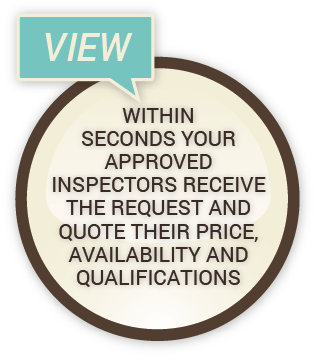 VIEW
WITHIN
SECONDS YOUR
APPROVED
INSPECTORS RECEIVE
THE REQUEST AND
QUOTE THEIR PRICE,
AVAILABILITY AND
QUALIFICATIONS